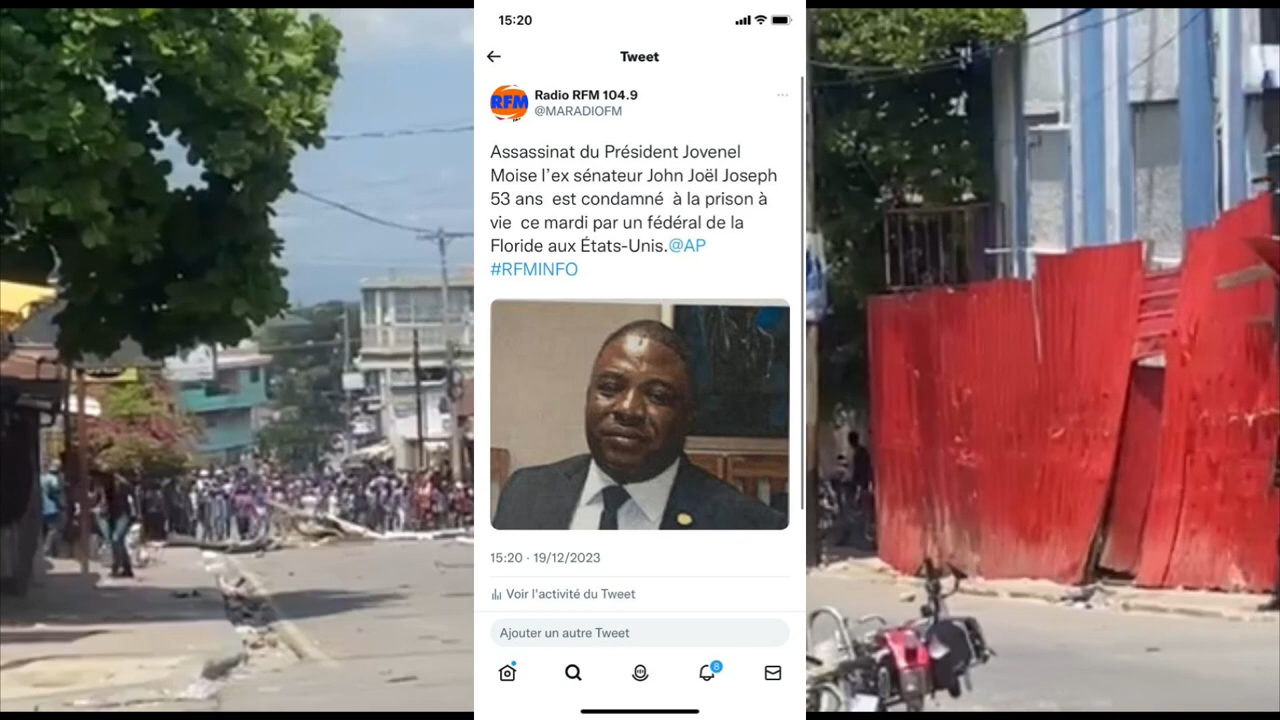 15:20
Tweet
RFM
Radio RFM 104.9
@MARADIOFM
Assassinat du Président Jovenel
Moise l'ex sénateur John Joël Joseph
53 ans est condamné à la prison à
vie ce mardi par un fédéral de la
Floride aux États-Unis.@AP
#RFMINFO
15:20 · 19/12/2023
Voir l'activité du Tweet
Ajouter un autre Tweet
8